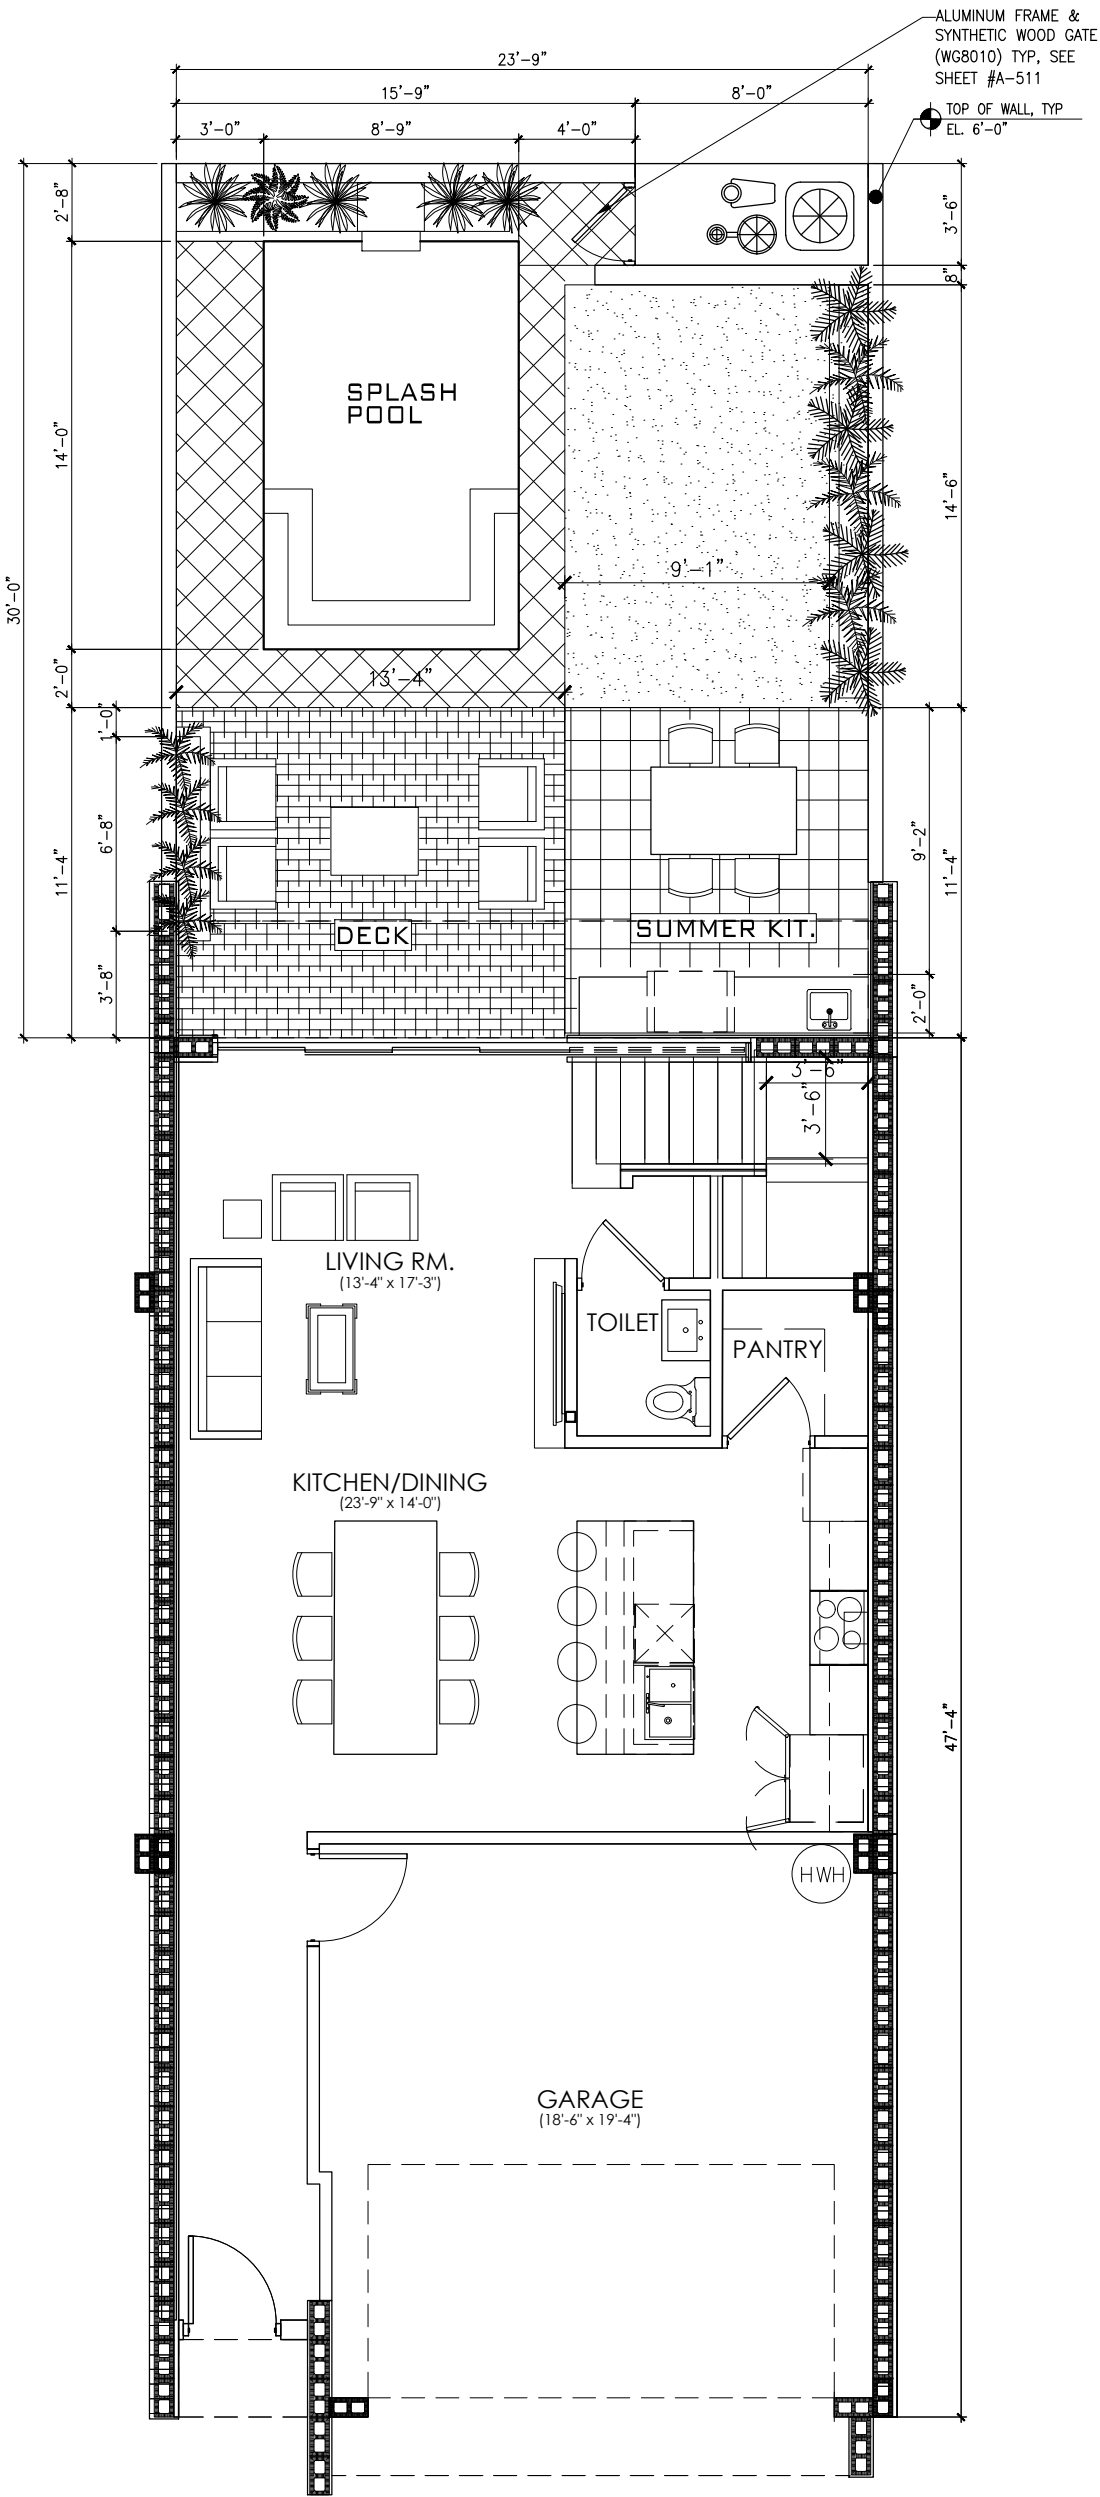 ALUMINUM FRAME &
SYNTHETIC WOOD GATE
(WG8010) TYP, SEE
SHEET #A-511
23'-9"
15'-9"
8'-0"
TOP OF WALL, TYP
EL. 6'-0"
3'-0"
8'-9"
4'-0"
2'-8"
3'-6"
8"
SPLASH
POOL
14'-0"
14'-6"
30'-0"
9'-1"
2'-0"
13'-4"
1'-0"
6'-8"
9'-2"
11'-4"
11'-4"
DECK
SUMMER KIT.
3'-8"
2'-0"
3'-6"
3'-6"
LIVING RM.
(13'-4" x 17'-3")
TOILET
PANTRY
KITCHEN/DINING
(23'-9" x 14'-0")
47'-4"
HWH
GARAGE
(18'-6" x 19'-4")